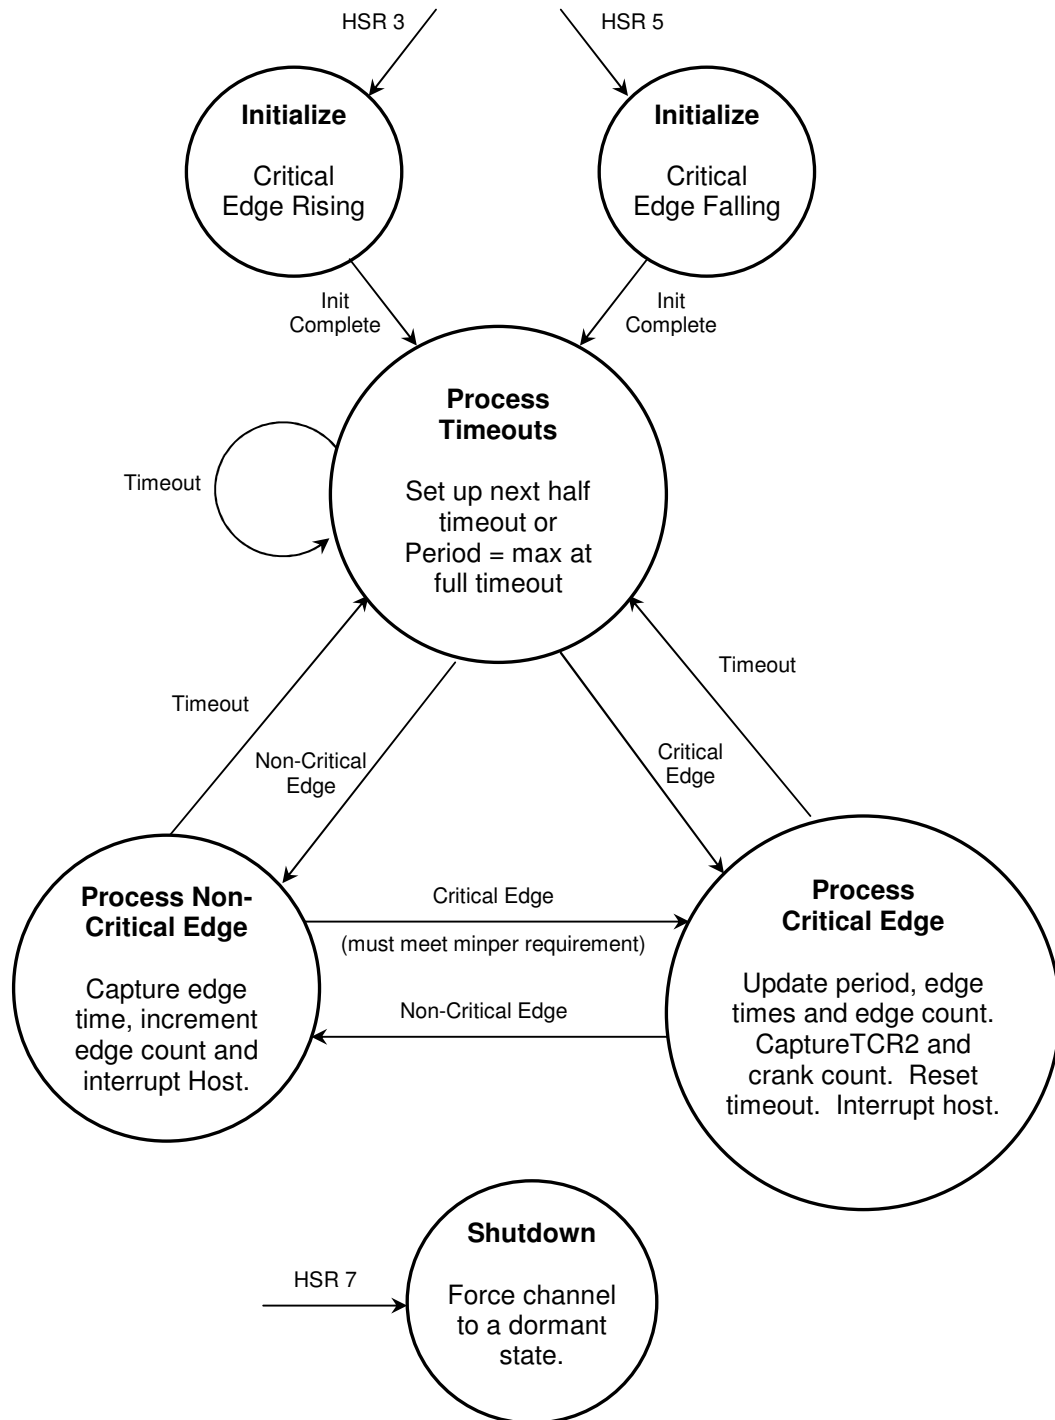 HSR 3
HSR 5
Initialize
Critical
Edge Rising
Initialize
Critical
Edge Falling
Init
Complete
Init
Complete
Process
Timeouts
Set up next half
timeout or
Period = max at
full timeout
Timeout
Timeout
Timeout
Non-Critical
Edge
Critical
Edge
Process Non-
Critical Edge
Capture edge
time, increment
edge count and
interrupt Host.
Critical Edge
(must meet minper requirement)
Non-Critical Edge
Process
Critical Edge
Update period, edge
times and edge count.
CaptureTCR2 and
crank count.  Reset
timeout.  Interrupt host.
Shutdown
Force channel
to a dormant
state.
HSR 7